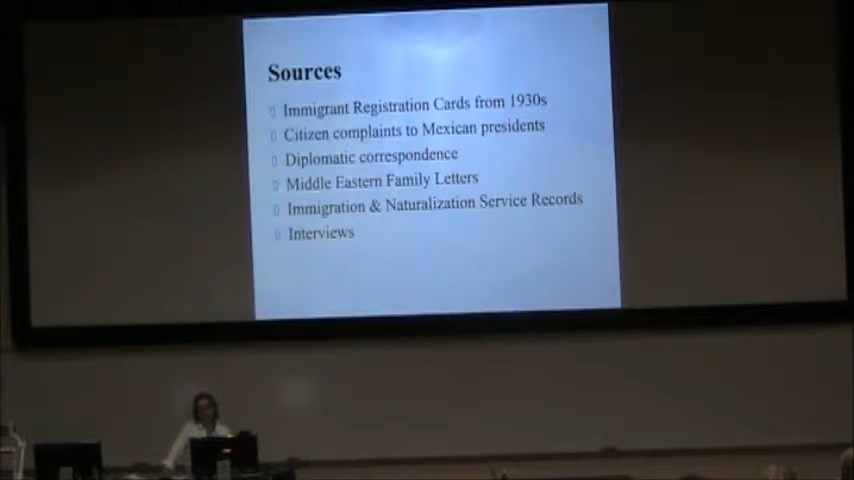 Sources
Immigrant Registration Cards from 1930s
Citizen complaints to Mexican presidents
Diplomatic correspondence
Middle Eastern Family Letters
Immigration & Naturalization Service Records
Interviews